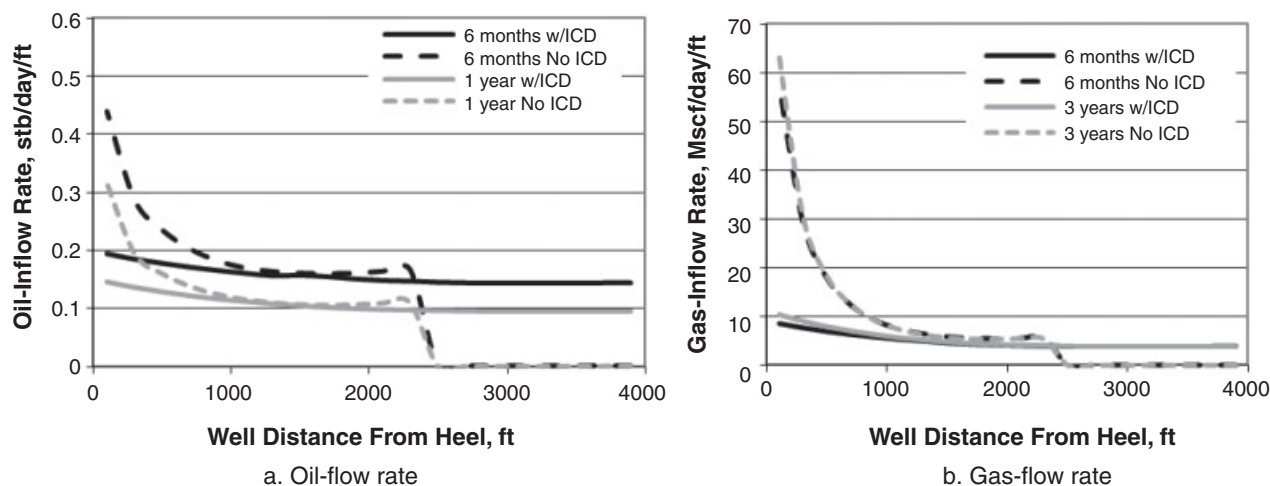 Oil-Inflow Rate, stb/day/ft
0.6
0.5
0.4
0.3
0.2
0.1
0
6 months w/ICD
6 months No ICD
1 year w/ICD
1 year No ICD
0 1000 2000 3000 4000
Well Distance From Heel, ft
a. Oil-flow rate
Gas-Inflow Rate, Mscf/day/ft
70
60
50
40
30
20
10
0
6 months w/ICD
6 months No ICD
3 years w/ICD
3 years No ICD
0 1000 2000 3000 4000
Well Distance From Heel, ft
b. Gas-flow rate